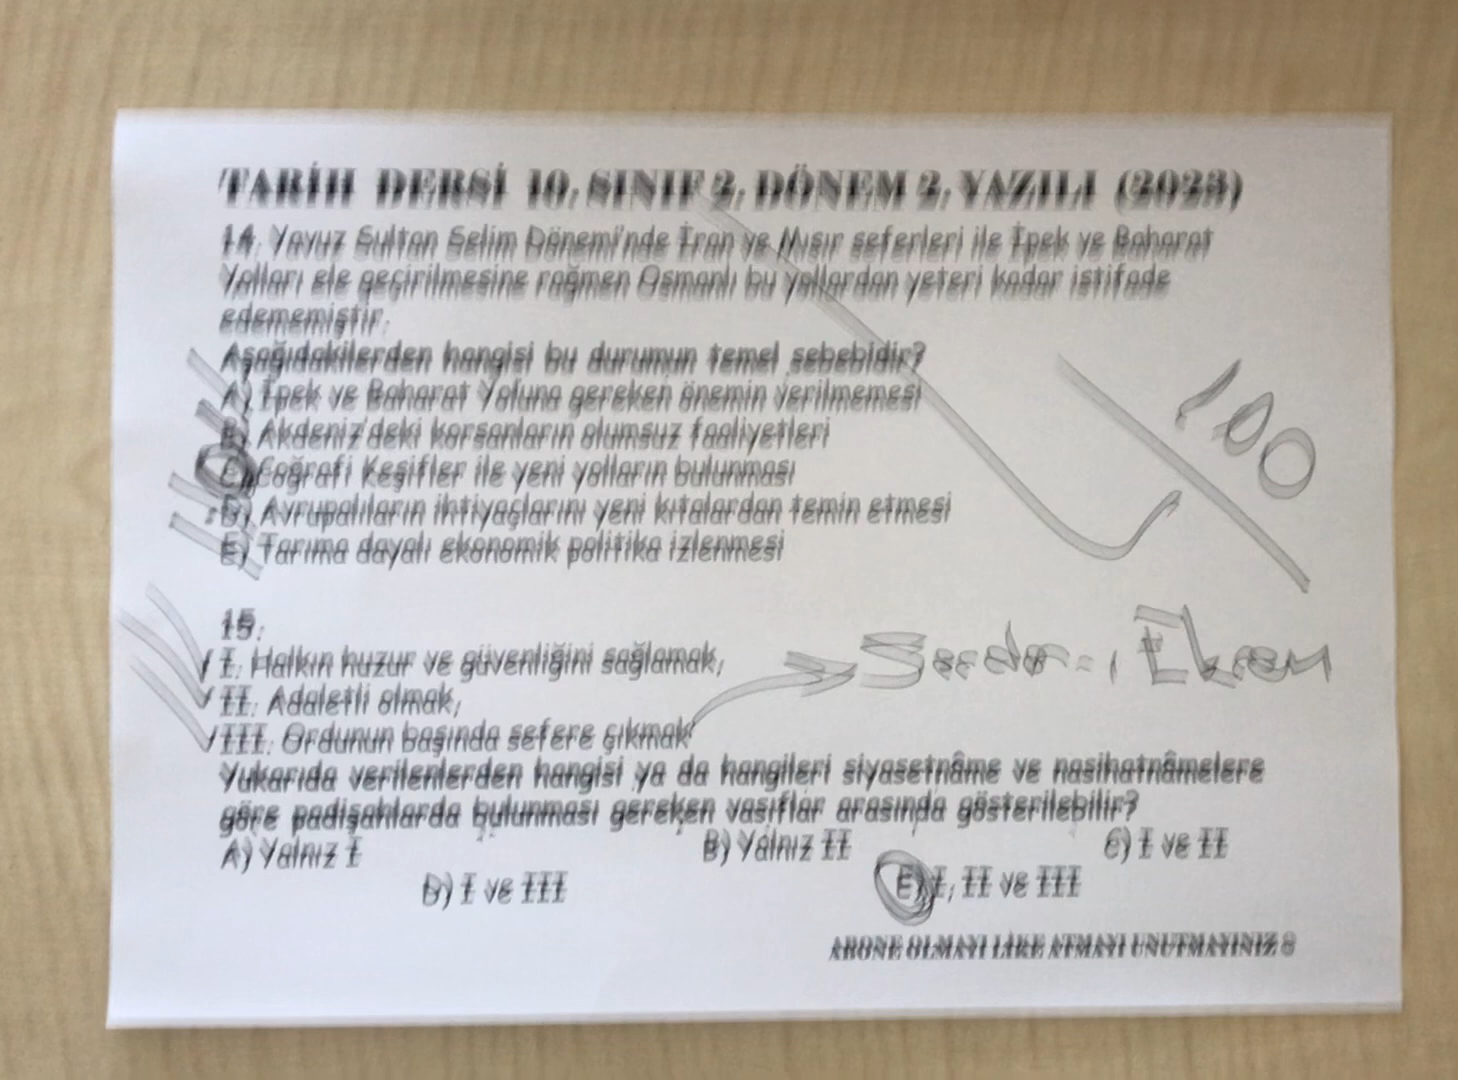 TARİH DERSİ 10. SINIF 2. DÖNEM 2. YAZILI (2023)
14. Yavuz Sultan Selim Dönemi'nde İran ve Mısır seferleri ile İpek ve Baharat
Yolları ele geçirilmesine rağmen Osmanlı bu yollardan yeteri kadar istifade
edememiştir.
Aşağıdakilerden hangisi bu durumun temel sebebidir?
A) İpek ve Baharat Yoluna gereken önemin verilmemesi
B) Akdeniz'deki korsanların olumsuz faaliyetleri
C) Coğrafi Keşifler ile yeni yolların bulunması
D) Avrupalıların ihtiyaçlarını yeni kıtalardan temin etmesi
E) Tarıma dayalı ekonomik politika izlenmesi
100
15.
I. Halkın huzur ve güvenliğini sağlamak,
II. Adaletli olmak,
III. Ordunun başında sefere çıkmak
Yukarıda verilenlerden hangisi ya da hangileri siyasetnâme ve nasihatnâmelere
göre padişahlarda bulunması gereken vasıflar arasında gösterilebilir?
A) Yalnız I B) Yalnız II C) I ve II
D) I ve III E) I, II ve III
ABONE OLMAYI LİKE ATMAYI UNUTMAYINIZ